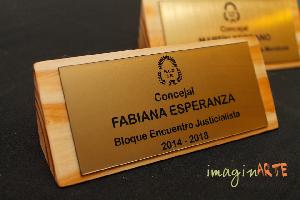 Concejal
FABIANA ESPERANZA
Bloque Encuentro Justicialista
2014 - 2018
Concejal
imaginARTE